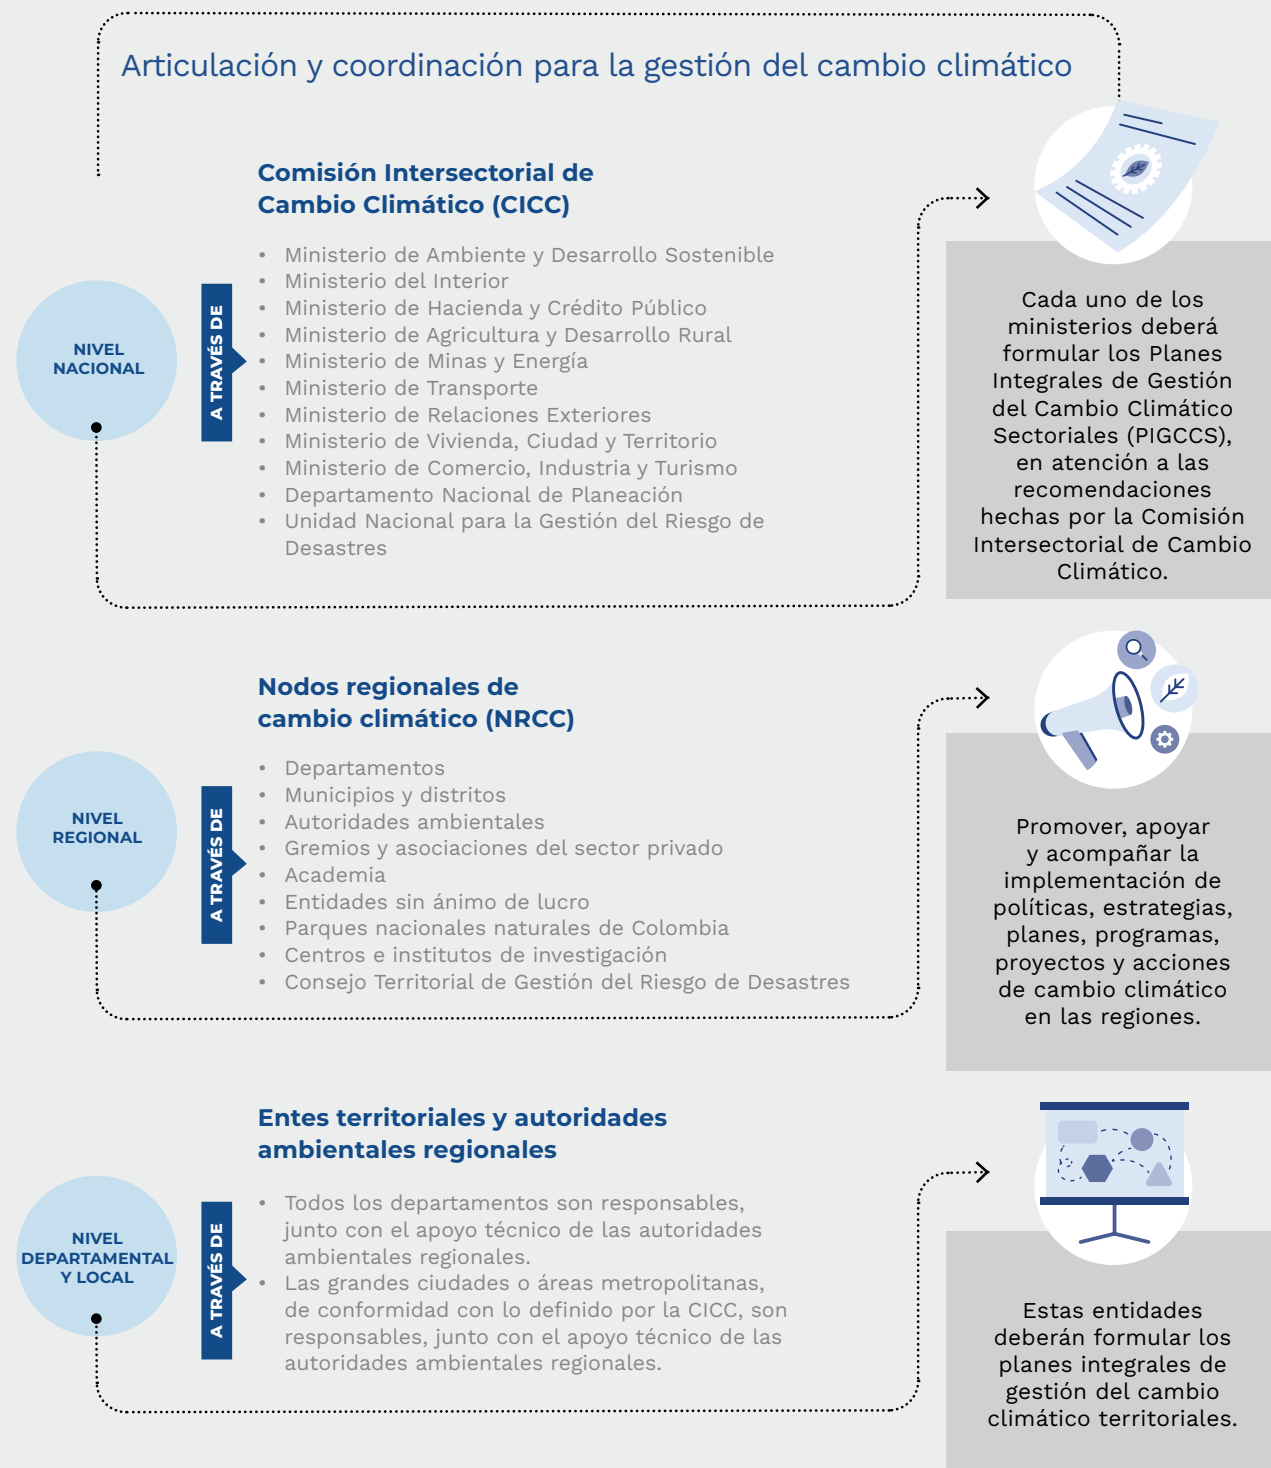 Articulación y coordinación para la gestión del cambio climático
NIVEL
NACIONAL
A TRAVÉS DE
Comisión Intersectorial de
Cambio Climático (CICC)
• Ministerio de Ambiente y Desarrollo Sostenible
• Ministerio del Interior
• Ministerio de Hacienda y Crédito Público
• Ministerio de Agricultura y Desarrollo Rural
• Ministerio de Minas y Energía
• Ministerio de Transporte
• Ministerio de Relaciones Exteriores
• Ministerio de Vivienda, Ciudad y Territorio
• Ministerio de Comercio, Industria y Turismo
• Departamento Nacional de Planeación
• Unidad Nacional para la Gestión del Riesgo de
Desastres
Cada uno de los
ministerios deberá
formular los Planes
Integrales de Gestión
del Cambio Climático
Sectoriales (PIGCCS),
en atención a las
recomendaciones
hechas por la Comisión
Intersectorial de Cambio
Climático.
NIVEL
REGIONAL
A TRAVÉS DE
Nodos regionales de
cambio climático (NRCC)
• Departamentos
• Municipios y distritos
• Autoridades ambientales
• Gremios y asociaciones del sector privado
• Academia
• Entidades sin ánimo de lucro
• Parques nacionales naturales de Colombia
• Centros e institutos de investigación
• Consejo Territorial de Gestión del Riesgo de Desastres
Promover, apoyar
y acompañar la
implementación de
políticas, estrategias,
planes, programas,
proyectos y acciones
de cambio climático
en las regiones.
NIVEL
DEPARTAMENTAL
Y LOCAL
A TRAVÉS DE
Entes territoriales y autoridades
ambientales regionales
• Todos los departamentos son responsables,
junto con el apoyo técnico de las autoridades
ambientales regionales.
• Las grandes ciudades o áreas metropolitanas,
de conformidad con lo definido por la CICC, son
responsables, junto con el apoyo técnico de las
autoridades ambientales regionales.
Estas entidades
deberán formular los
planes integrales de
gestión del cambio
climático territoriales.